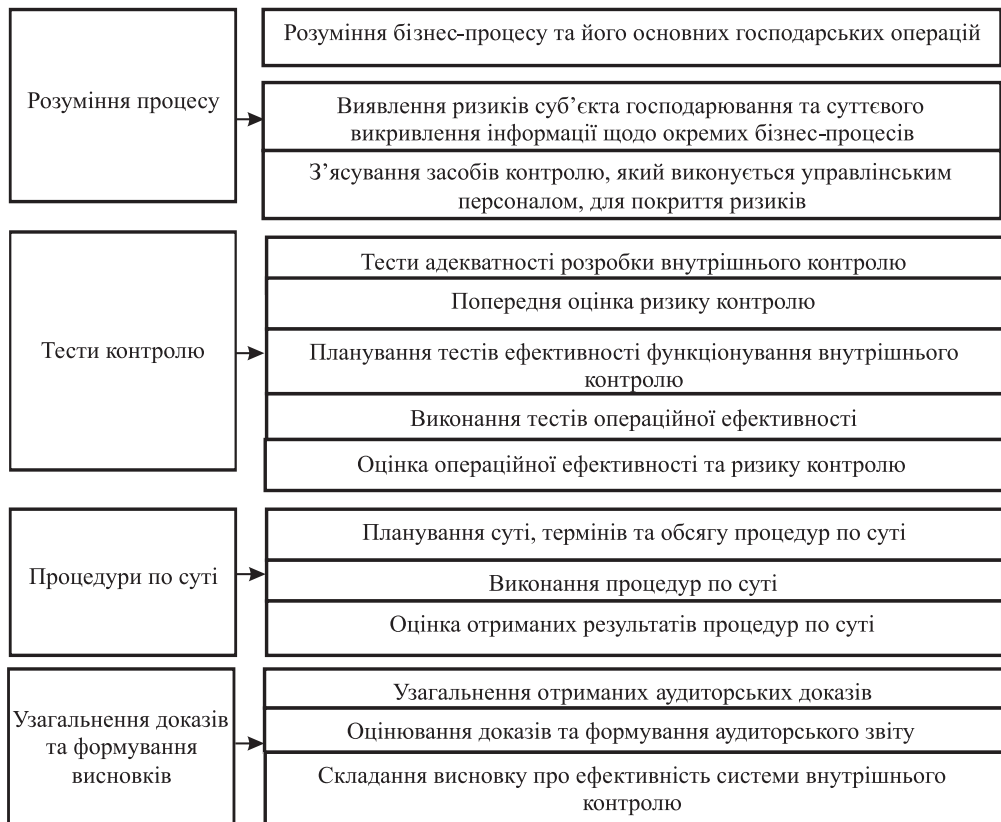 Розуміння процесу
Розуміння бізнес-процесу та його основних господарських операцій
Виявлення ризиків суб’єкта господарювання та суттєвого
викривлення інформації щодо окремих бізнес-процесів
З’ясування засобів контролю, який виконується управлінським
персоналом, для покриття ризиків
Тести контролю
Тести адекватності розробки внутрішнього контролю
Попередня оцінка ризику контролю
Планування тестів ефективності функціонування внутрішнього
контролю
Виконання тестів операційної ефективності
Оцінка операційної ефективності та ризику контролю
Процедури по суті
Планування суті, термінів та обсягу процедур по суті
Виконання процедур по суті
Оцінка отриманих результатів процедур по суті
Узагальнення доказів
та формування
висновків
Узагальнення отриманих аудиторських доказів
Оцінювання доказів та формування аудиторського звіту
Складання висновку про ефективність системи внутрішнього
контролю